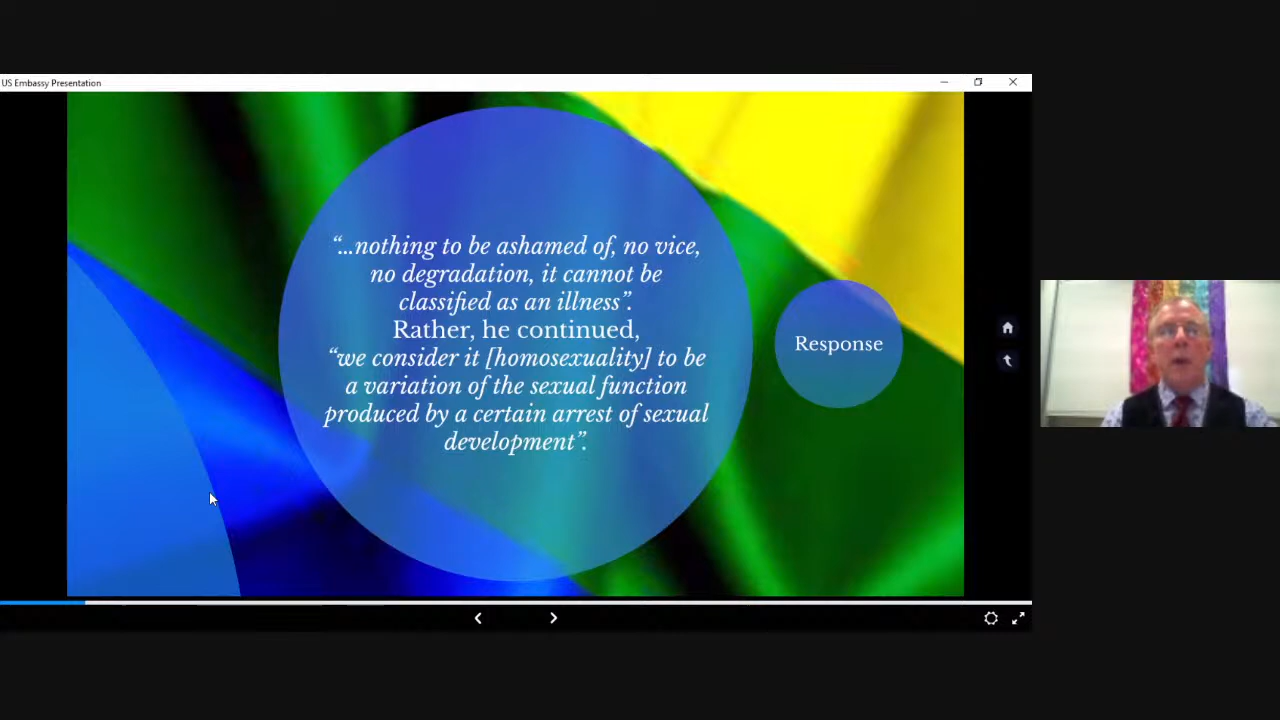 US Embassy Presentation
“...nothing to be ashamed of, no vice,
no degradation, it cannot be
classified as an illness”.
Rather, he continued,
“we consider it [homosexuality] to be
a variation of the sexual function
produced by a certain arrest of sexual
development”.
Response